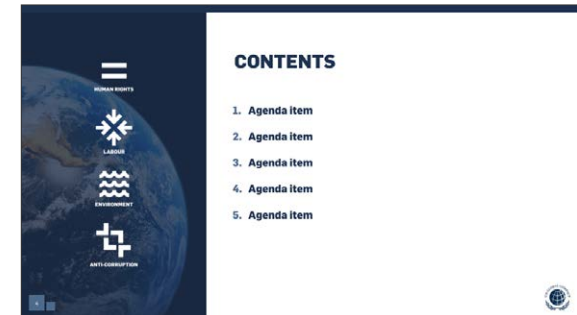 HUMAN RIGHTS
LABOUR
ENVIRONMENT
ANTI-CORRUPTION
CONTENTS
1. Agenda item
2. Agenda item
3. Agenda item
4. Agenda item
5. Agenda item